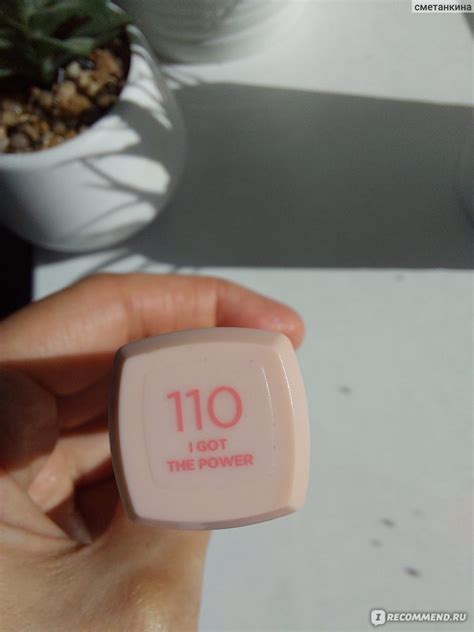 сметанкина
110
I GOT
THE POWER
I RECOMMEND.RU